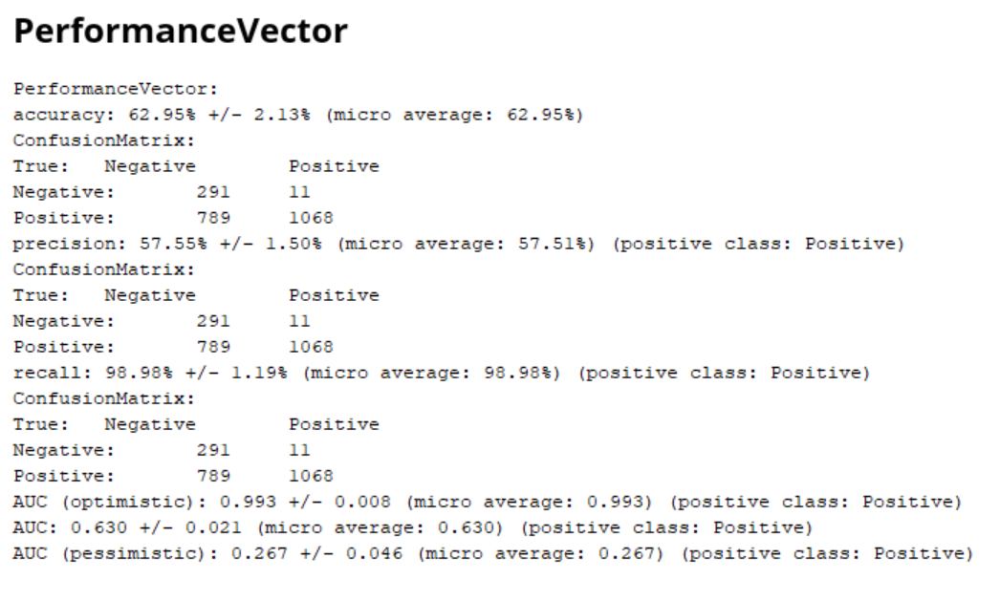 PerformanceVector
PerformanceVector:
accuracy: 62.95% +/- 2.13% (micro average: 62.95%)
ConfusionMatrix:
True: Negative Positive
Negative: 291 11
Positive: 789 1068
precision: 57.55% +/- 1.50% (micro average: 57.51%) (positive class: Positive)
ConfusionMatrix:
True: Negative Positive
Negative: 291 11
Positive: 789 1068
recall: 98.98% +/- 1.19% (micro average: 98.98%) (positive class: Positive)
ConfusionMatrix:
True: Negative Positive
Negative: 291 11
Positive: 789 1068
AUC (optimistic): 0.993 +/- 0.008 (micro average: 0.993) (positive class: Positive)
AUC: 0.630 +/- 0.021 (micro average: 0.630) (positive class: Positive)
AUC (pessimistic): 0.267 +/- 0.046 (micro average: 0.267) (positive class: Positive)